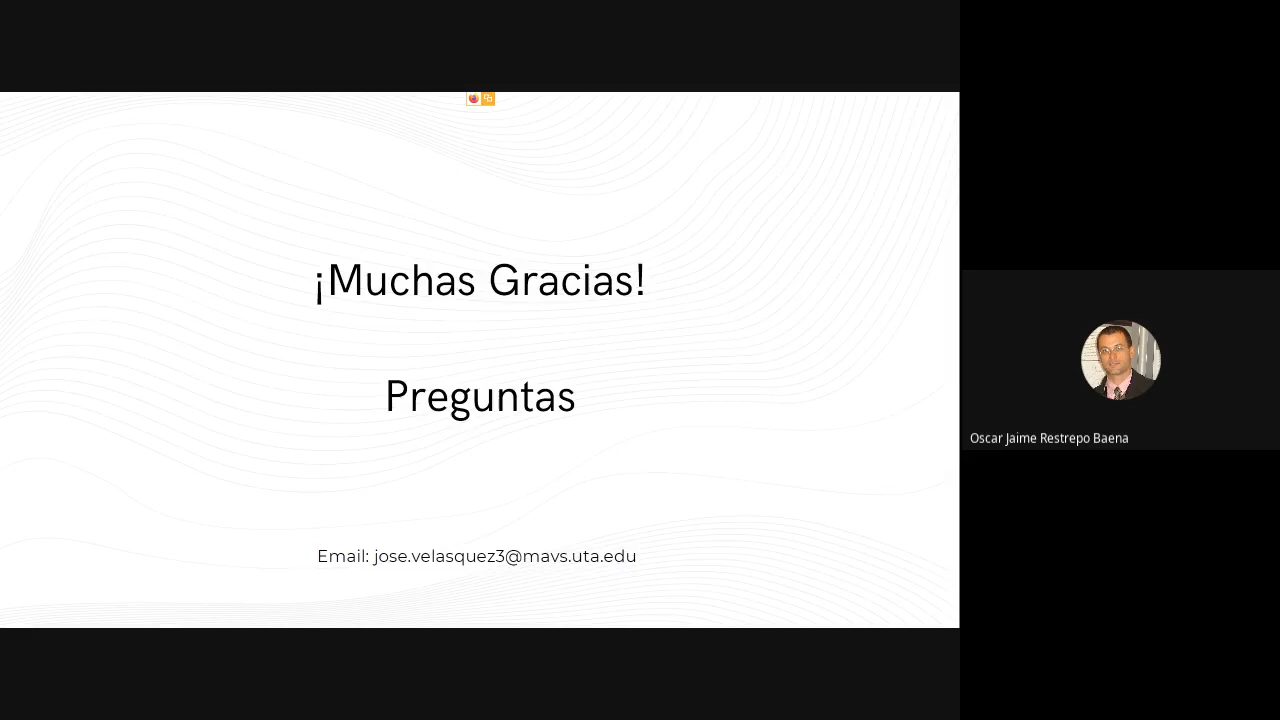 ¡Muchas Gracias!
Preguntas
Email: jose.velasquez3@mavs.uta.edu
Oscar Jaime Restrepo Baena